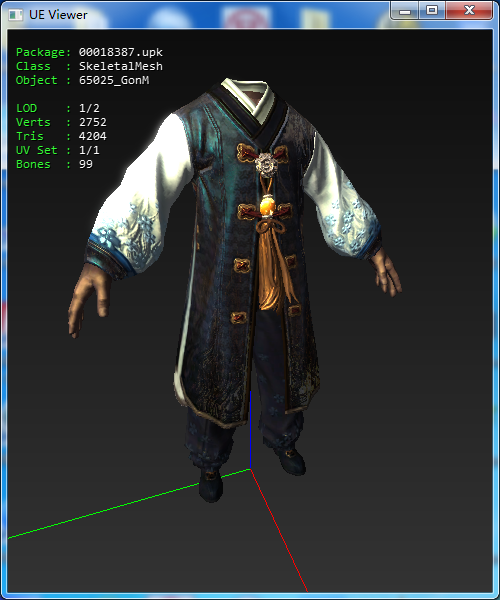 UE Viewer
Package: 00018387.upk
Class : SkeletalMesh
Object : 65025_GonM
LOD : 1/2
Verts : 2752
Tris : 4204
UV Set : 1/1
Bones : 99